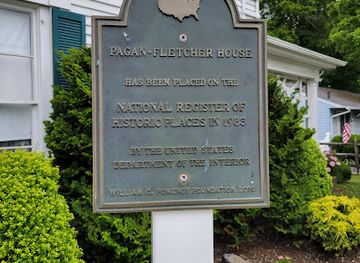 PAGAN-FLETCHER HOUSE
HAS BEEN PLACED ON THE
NATIONAL REGISTER OF
HISTORIC PLACES IN 1983
BY THE UNITED STATES
DEPARTMENT OF THE INTERIOR
WILLIAM G. POMEROY FOUNDATION 2016